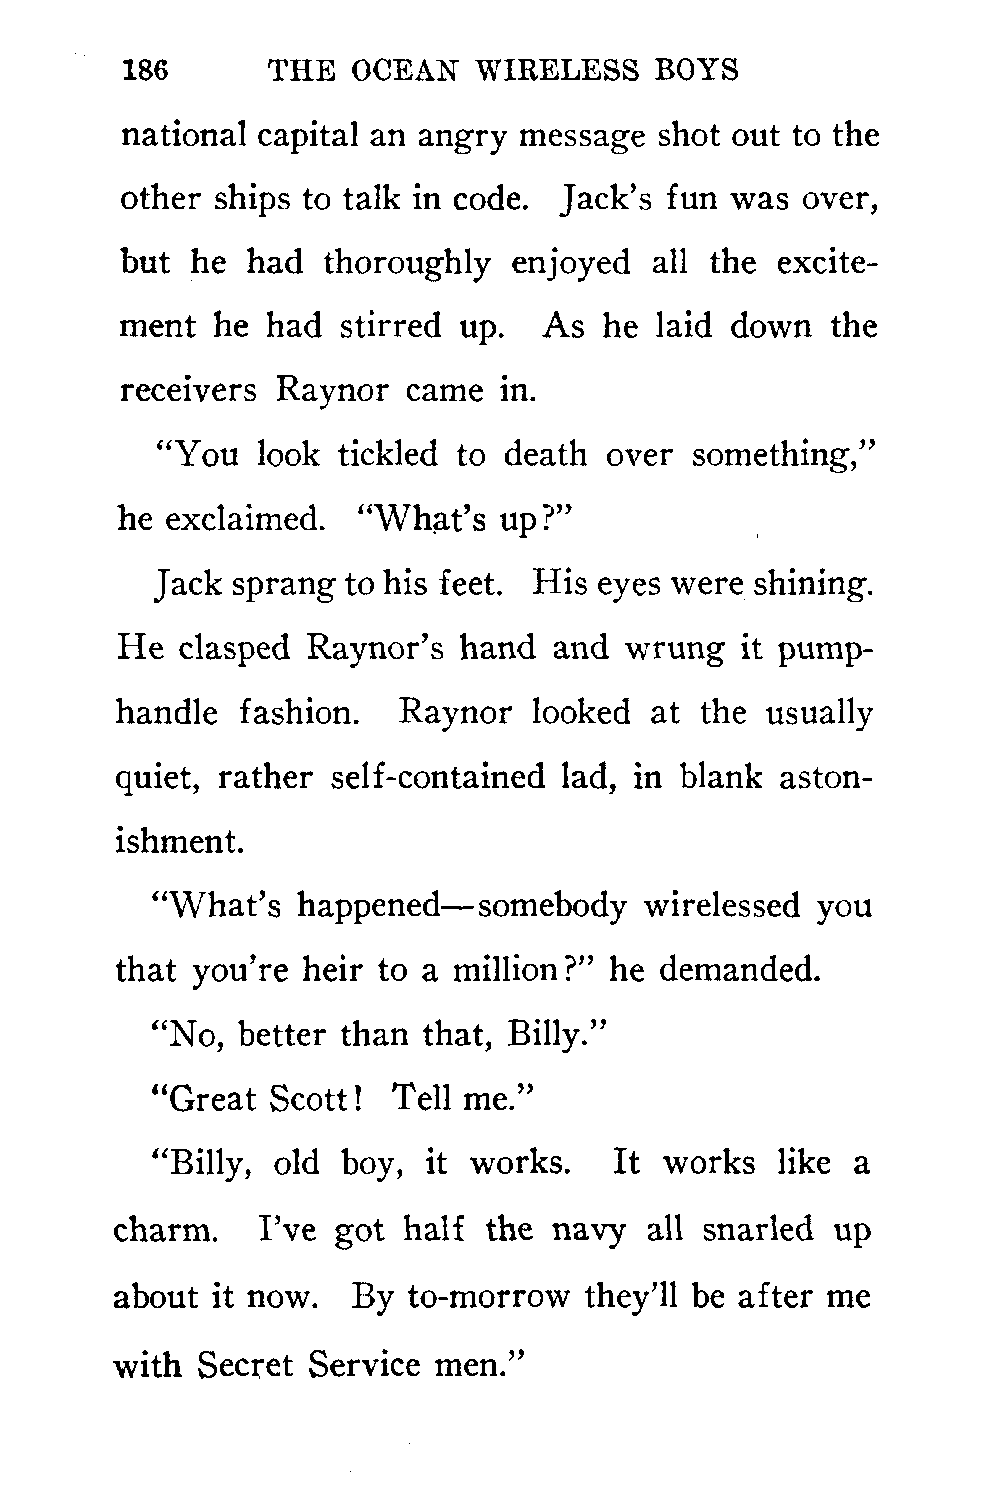 186 THE OCEAN WIRELESS BOYS
national capital an angry message shot out to the
other ships to talk in code. Jack's fun was over,
but he had thoroughly enjoyed all the excite-
ment he had stirred up. As he laid down the
receivers Raynor came in.
"You look tickled to death over something,"
he exclaimed. "What's up?"
Jack sprang to his feet. His eyes were shining.
He clasped Raynor's hand and wrung it pump-
handle fashion. Raynor looked at the usually
quiet, rather self-contained lad, in blank aston-
ishment.
"What's happened—somebody wirelessed you
that you're heir to a million?" he demanded.
"No, better than that, Billy."
"Great Scott! Tell me."
"Billy, old boy, it works. It works like a
charm. I've got half the navy all snarled up
about it now. By to-morrow they'll be after me
with Secret Service men."